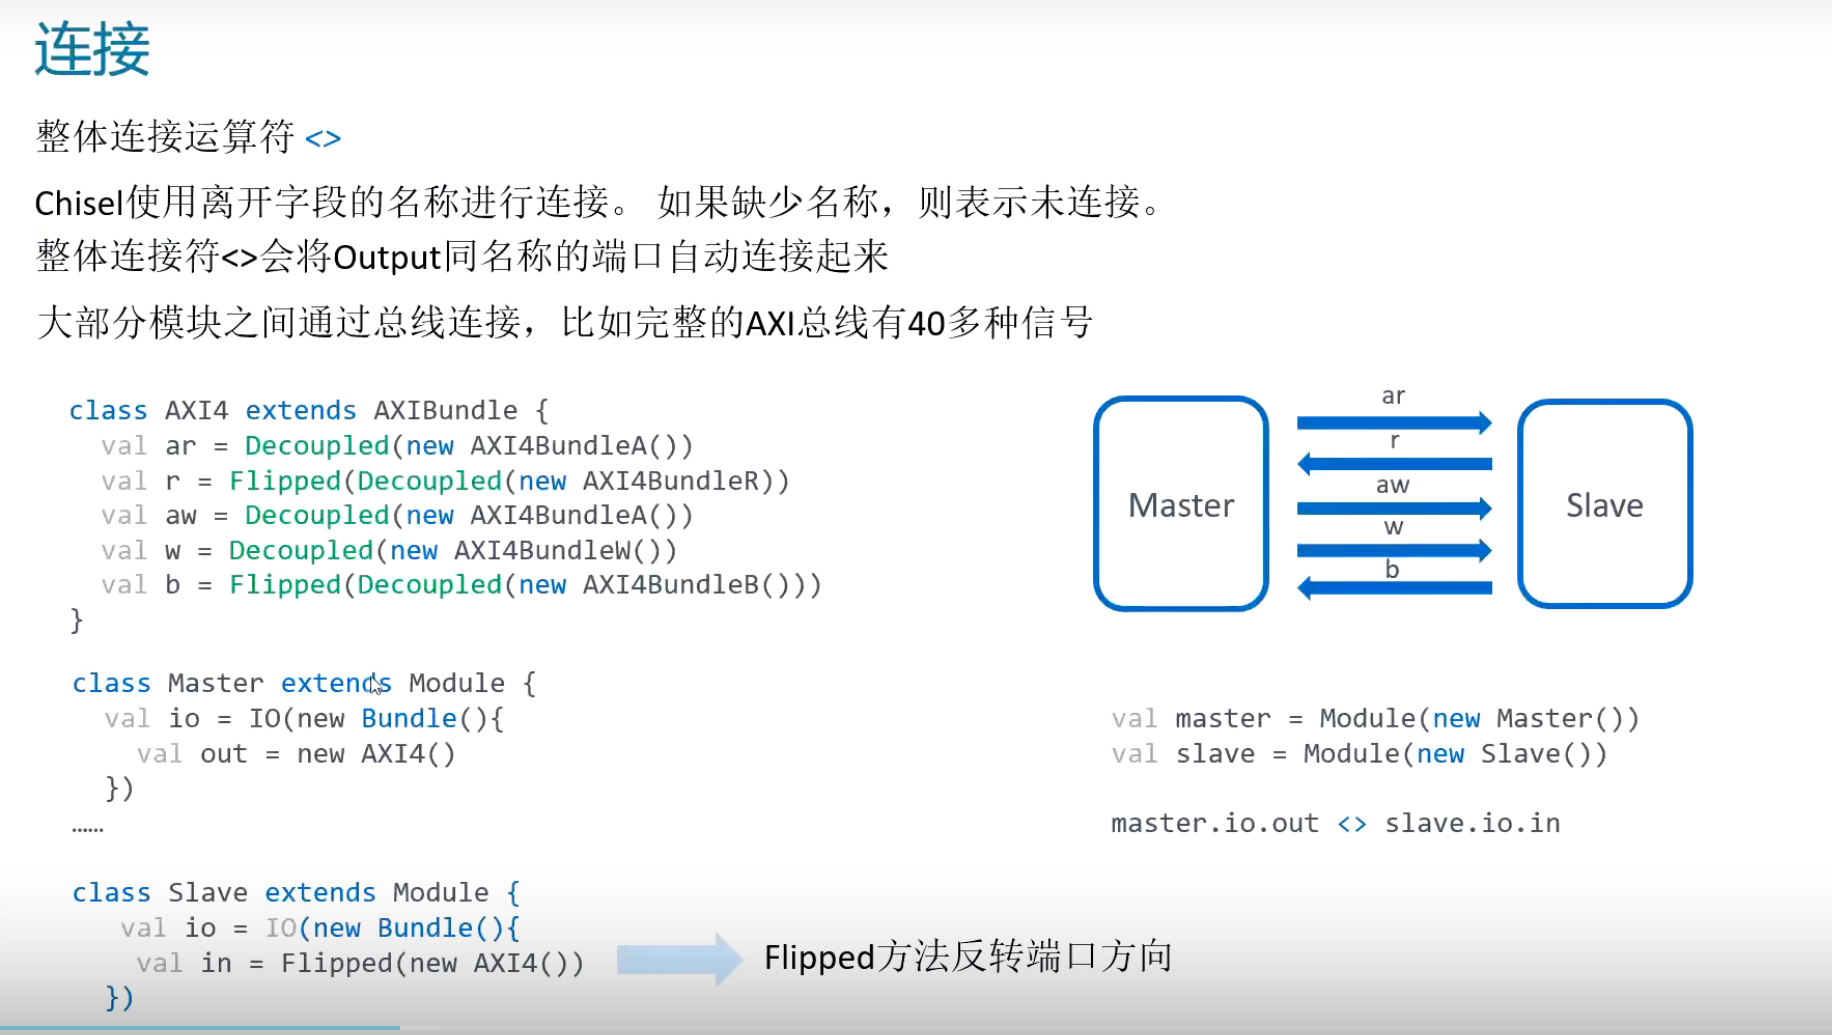 连接
整体连接运算符 <>
Chisel使用离开字段的名称进行连接。 如果缺少名称，则表示未连接。
整体连接符<>会将Output同名称的端口自动连接起来
大部分模块之间通过总线连接，比如完整的AXI总线有40多种信号
class AXI4 extends AXIBundle {
  val ar = Decoupled(new AXI4BundleA())
  val r = Flipped(Decoupled(new AXI4BundleR))
  val aw = Decoupled(new AXI4BundleA())
  val w = Decoupled(new AXI4BundleW())
  val b = Flipped(Decoupled(new AXI4BundleB()))
}
class Master extends Module {
  val io = IO(new Bundle(){
    val out = new AXI4()
  })
……
class Slave extends Module {
   val io = IO(new Bundle(){
    val in = Flipped(new AXI4())
  })
Flipped方法反转端口方向
Master
ar
r
aw
w
b
Slave
val master = Module(new Master())
val slave = Module(new Slave())
master.io.out <> slave.io.in